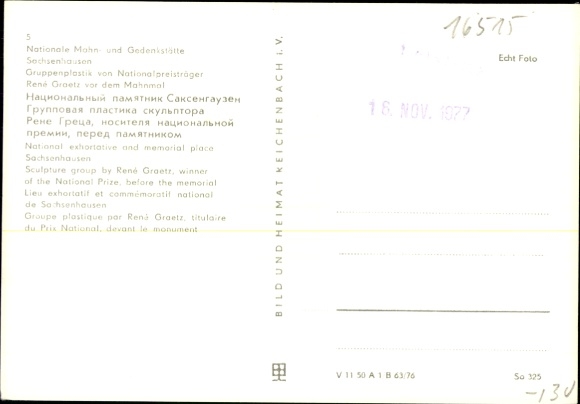 5
Nationale Mahn- und Gedenkstätte
Sachsenhausen
Gruppenplastik von Nationalpreisträger
René Graetz vor dem Mahnmal
Национальный памятник Саксенгаузен
Групповая пластика скульптора
Рене Греца, носителя национальной
премии, перед памятником
National exhortative and memorial place
Sachsenhausen
Sculpture group by René Graetz, winner
of the National Prize, before the memorial
Lieu exhortatif et commémoratif national
de Sachsenhausen
Groupe plastique par René Graetz, titulaire
du Prix National, devant le monument
BILD UND HEIMAT REICHENBACH I. V.
16515
Echt Foto
16. NOV. 1977
V 11 50 A 1 B 63/76
So 325